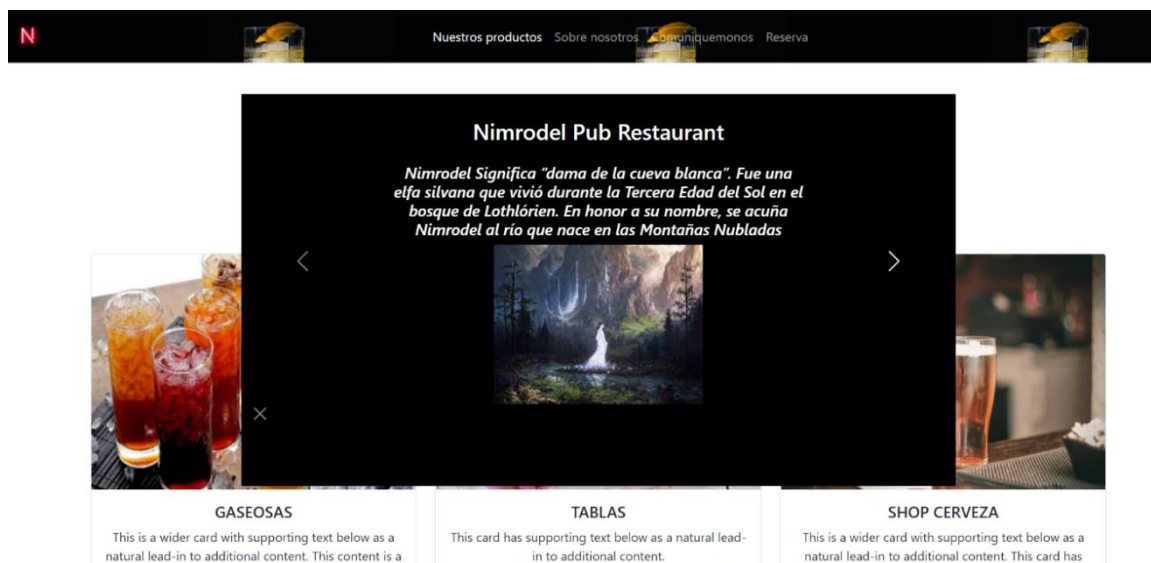 N
Nuestros productos Sobre nosotros Comuniquemonos Reserva
Nimrodel Pub Restaurant
Nimrodel Significa "dama de la cueva blanca". Fue una
elfa silvana que vivió durante la Tercera Edad del Sol en el
bosque de Lothlórien. En honor a su nombre, se acuña
Nimrodel al río que nace en las Montañas Nubladas
GASEOSAS
This is a wider card with supporting text below as a
natural lead-in to additional content. This content is a
TABLAS
This card has supporting text below as a natural lead-
in to additional content.
SHOP CERVEZA
This is a wider card with supporting text below as a
natural lead-in to additional content. This card has